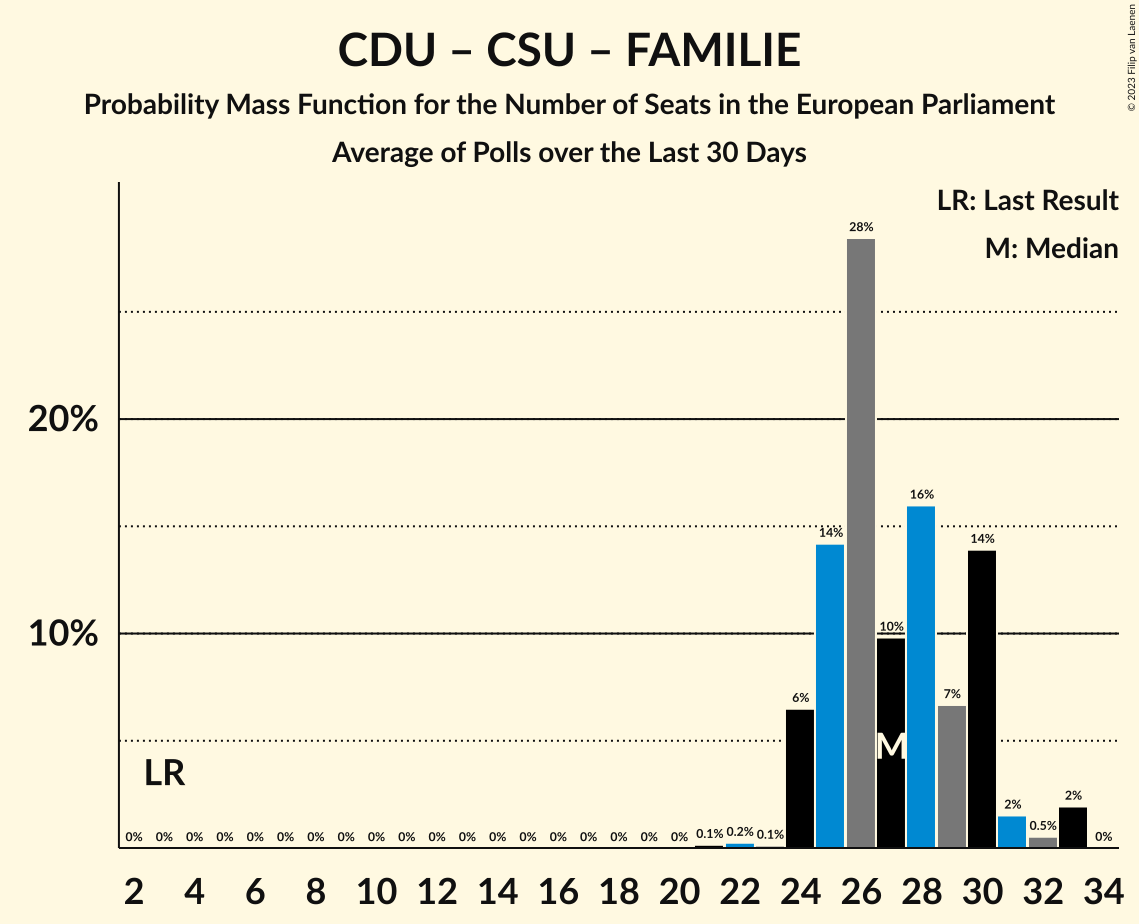 CDU – CSU – FAMILIE
Probability Mass Function for the Number of Seats in the European Parliament
Average of Polls over the Last 30 Days
© 2023 Filip van Laenen
LR: Last Result
M: Median
28%
20%
16%
14%
14%
10%
10%
7%
6%
M
LR
2%
2%
0% 0% 0% 0% 0% 0% 0% 0% 0% 0% 0% 0% 0% 0% 0% 0% 0% 0% 0% 0.1% 0.2% 0.1% 0.5% 0%
2 4 6 8 10 12 14 16 18 20 22 24 26 28 30 32 34